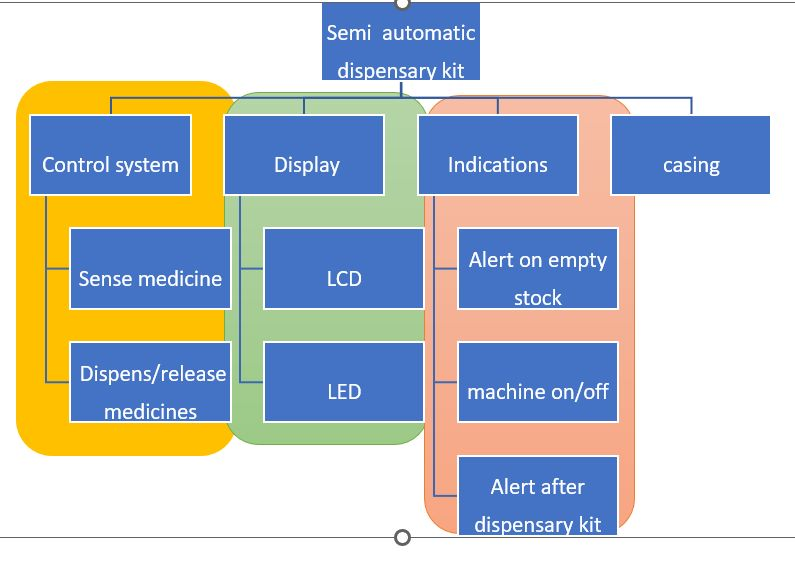 Semi automatic
dispensary kit
Control system
Display
Indications
casing
Sense medicine
LCD
Alert on empty
stock
Dispens/release
medicines
LED
machine on/off
Alert after
dispensary kit